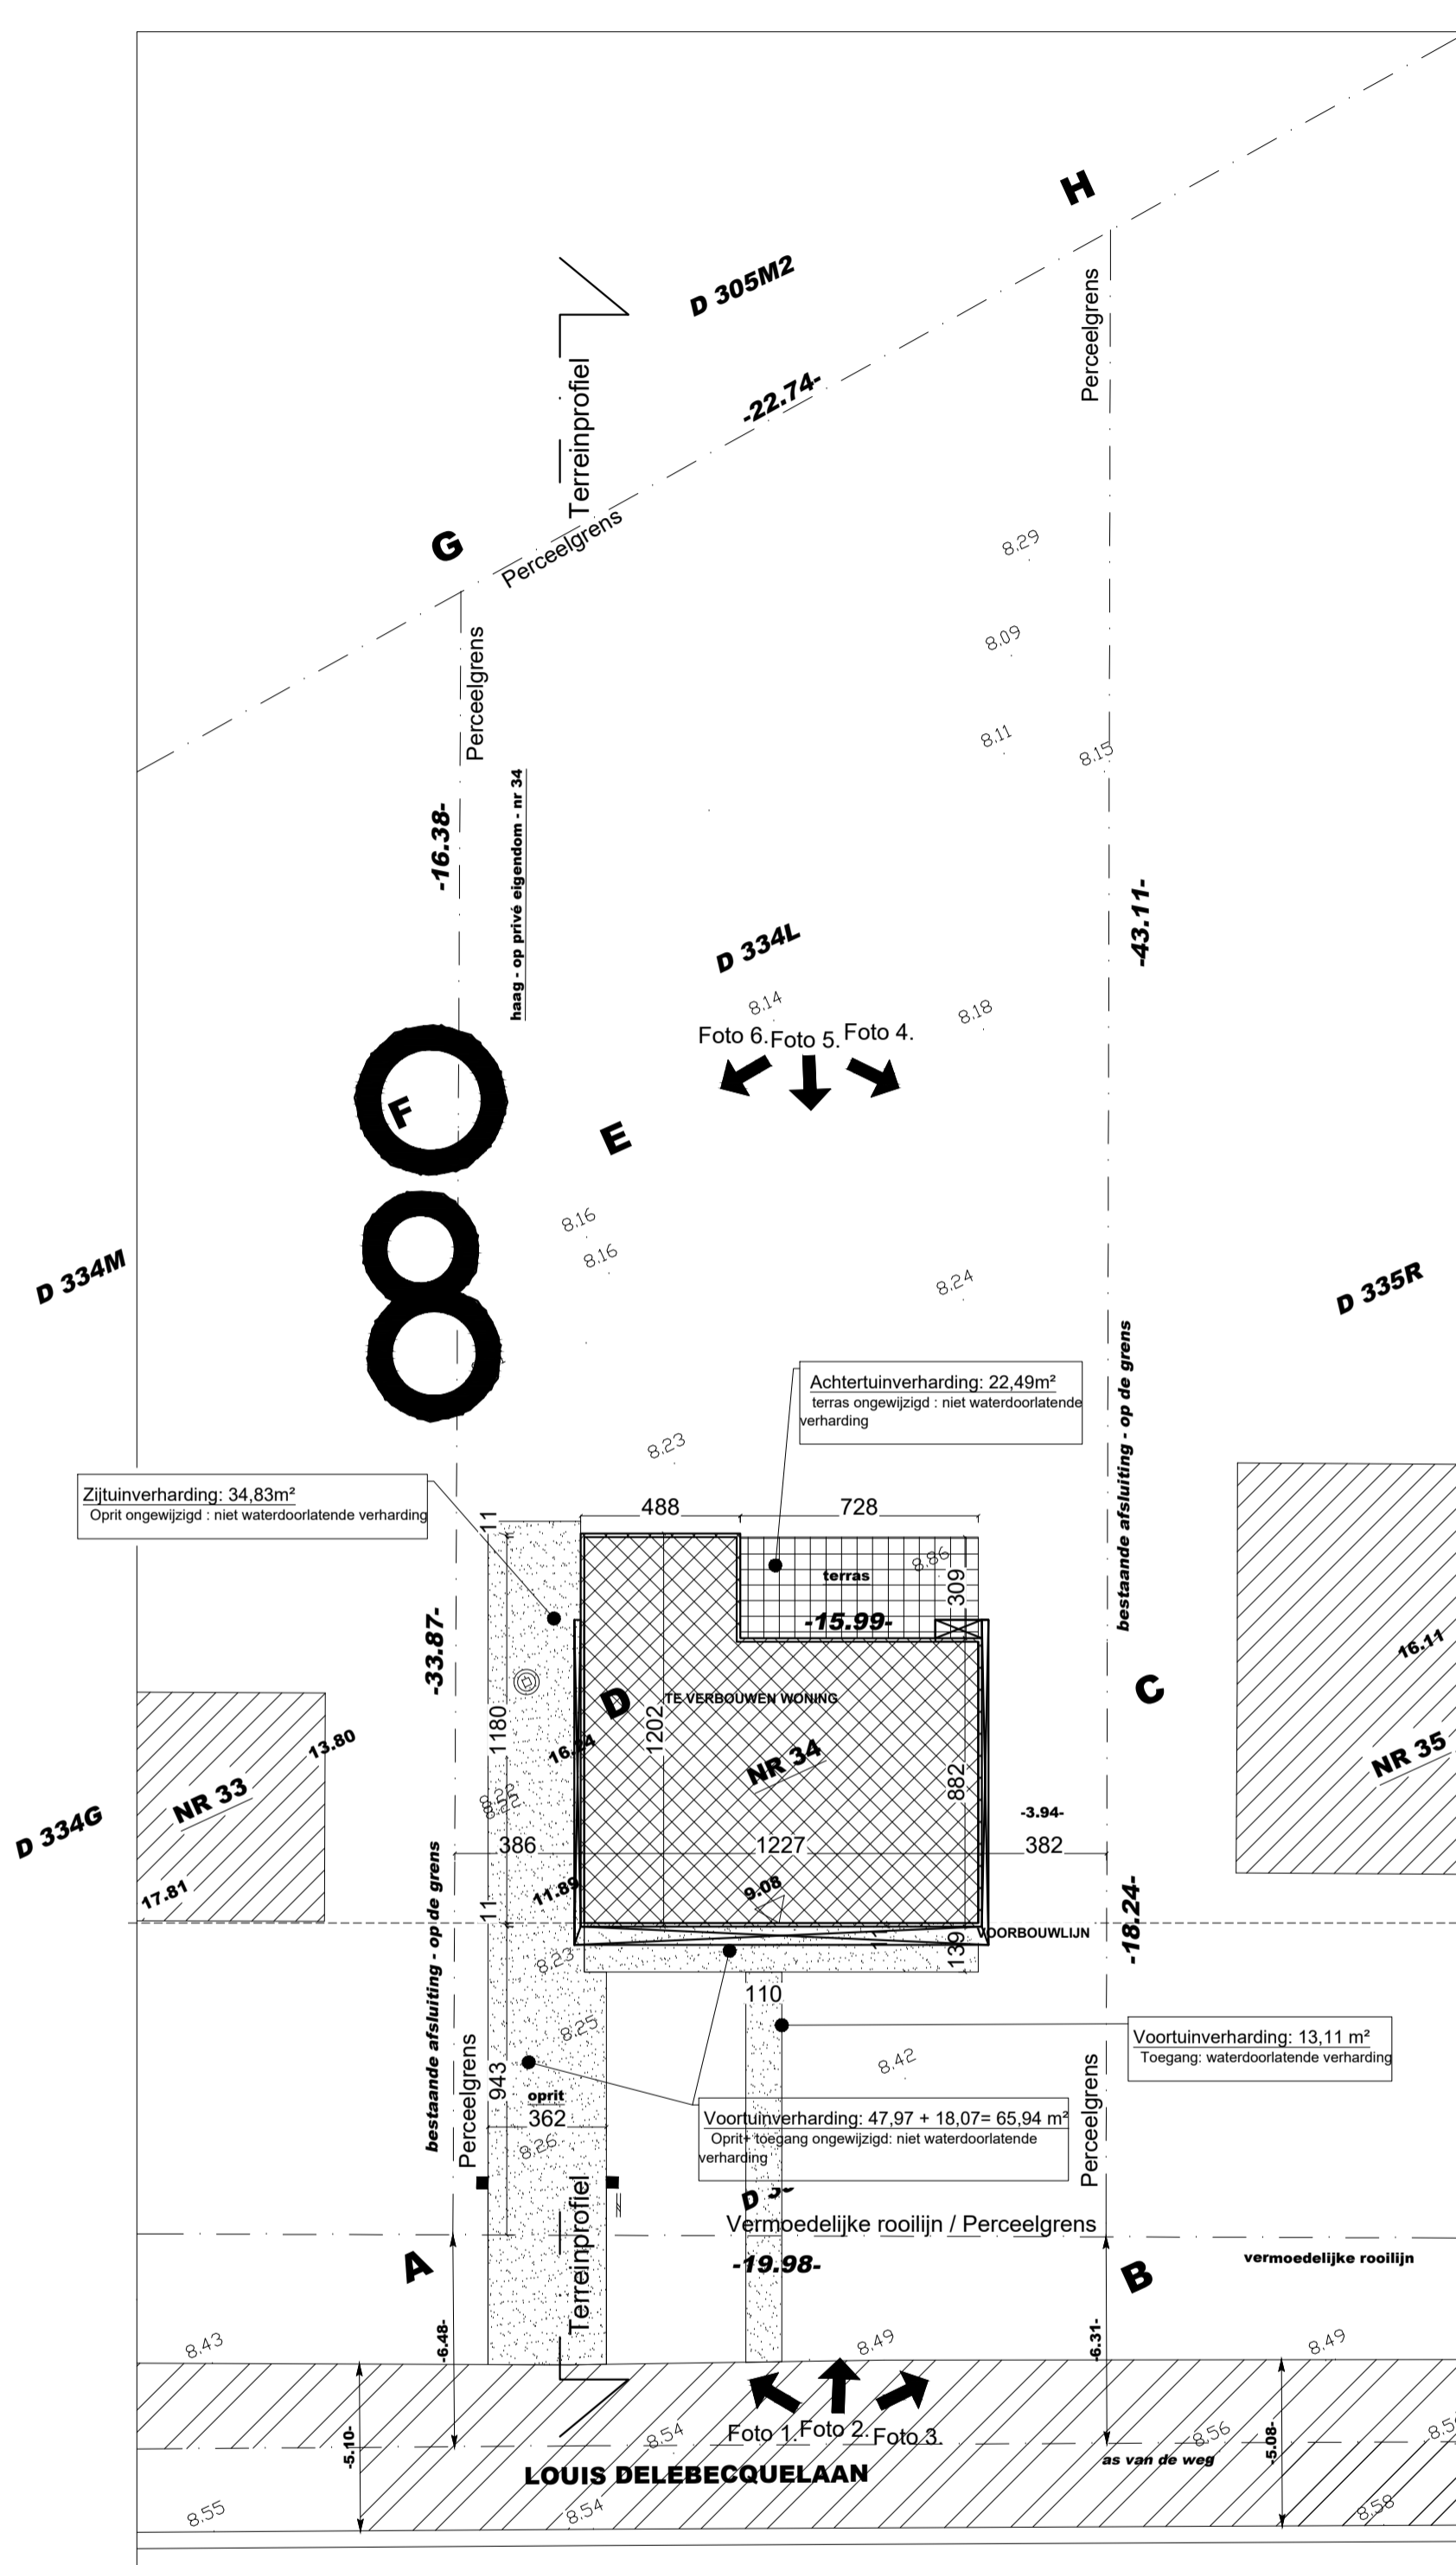 H
D 305M2
Perceelgrens
-22.74-
Terreinprofiel
G
Perceelgrens
8.29
8.09
Perceelgrens
8.11
8.15
haag - op privé eigendom - nr 34
-16.38-
-43.11-
D 334L
8.14
8.18
Foto 6.
Foto 5.
Foto 4.
F
E
8.16
8.16
D 334M
8.24
D 335R
Achtertuinverharding: 22,49m²
terras ongewijzigd : niet waterdoorlatende
verharding
bestaande afsluiting - op de grens
8.23
Zijtuinverharding: 34,83m²
Oprit ongewijzigd : niet waterdoorlatende verharding
11
488
728
8.86
terras
309
-15.99-
-33.87-
16.11
D
TE VERBOUWEN WONING
C
1180
1202
13.80
NR 34
NR 35
NR 33
882
8.22
8.22
-3.94-
D 334G
386
1227
382
17.81
11.89
9.08
11
VOORBOUWLIJN
-18.24-
139
8.23
bestaande afsluiting - op de grens
110
8.25
Voortuinverharding: 13,11 m²
Toegang: waterdoorlatende verharding
8.42
943
Perceelgrens
Perceelgrens
oprit
362
Voortuinverharding: 47,97 + 18,07= 65,94 m²
Oprit+ toegang ongewijzigd: niet waterdoorlatende
verharding
8.26
Terreinprofiel
Vermoedelijke rooilijn / Perceelgrens
A
-19.98-
B
vermoedelijke rooilijn
-6.48-
-6.31-
8.43
8.49
8.49
Foto 1.
Foto 2.
Foto 3.
-5.10-
8.54
8.56
-5.08-
as van de weg
LOUIS DELEBECQUELAAN
8.55
8.54
8.58